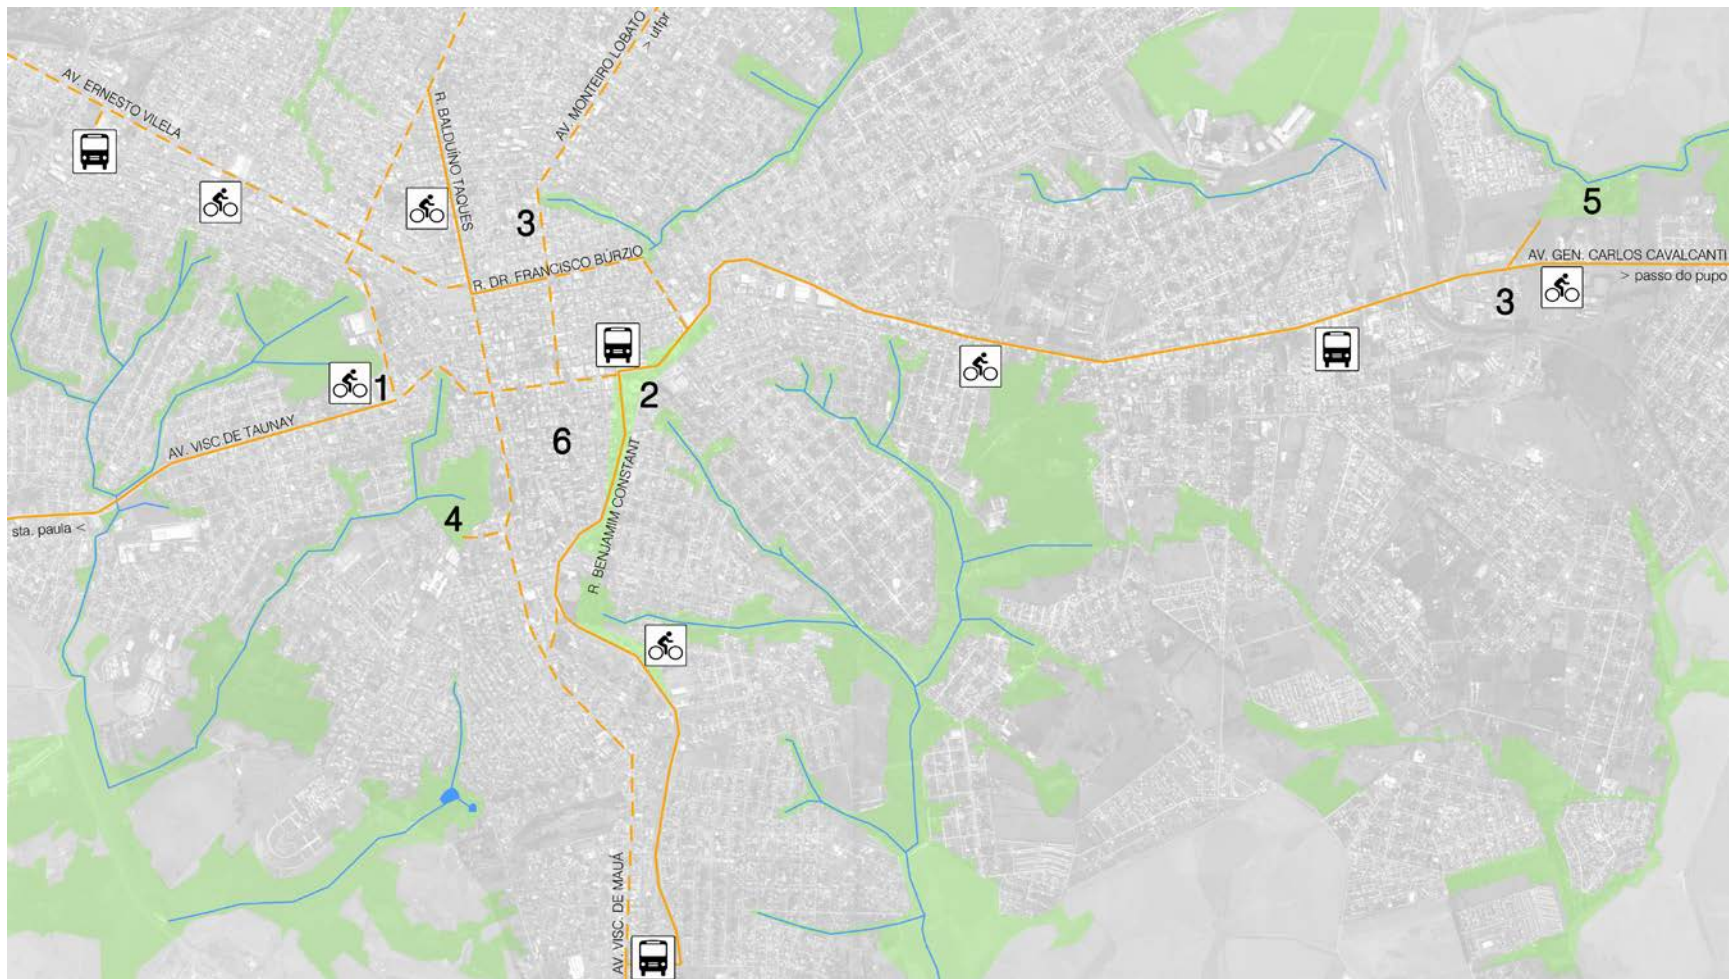 AV. ERNESTO VILELA
R. BALDUÍNO TAQUES
AV. MONTEIRO LOBATO
> utfpr
3
5
R. DR. FRANCISCO BÚRZIO
AV. GEN. CARLOS CAVALCANTI
> passo do pupo
3
1
2
AV. VISC DE TAUNAY
6
R. BENJAMIM CONSTANT
sta. paula <
4
AV. VISC. DE MAUÁ